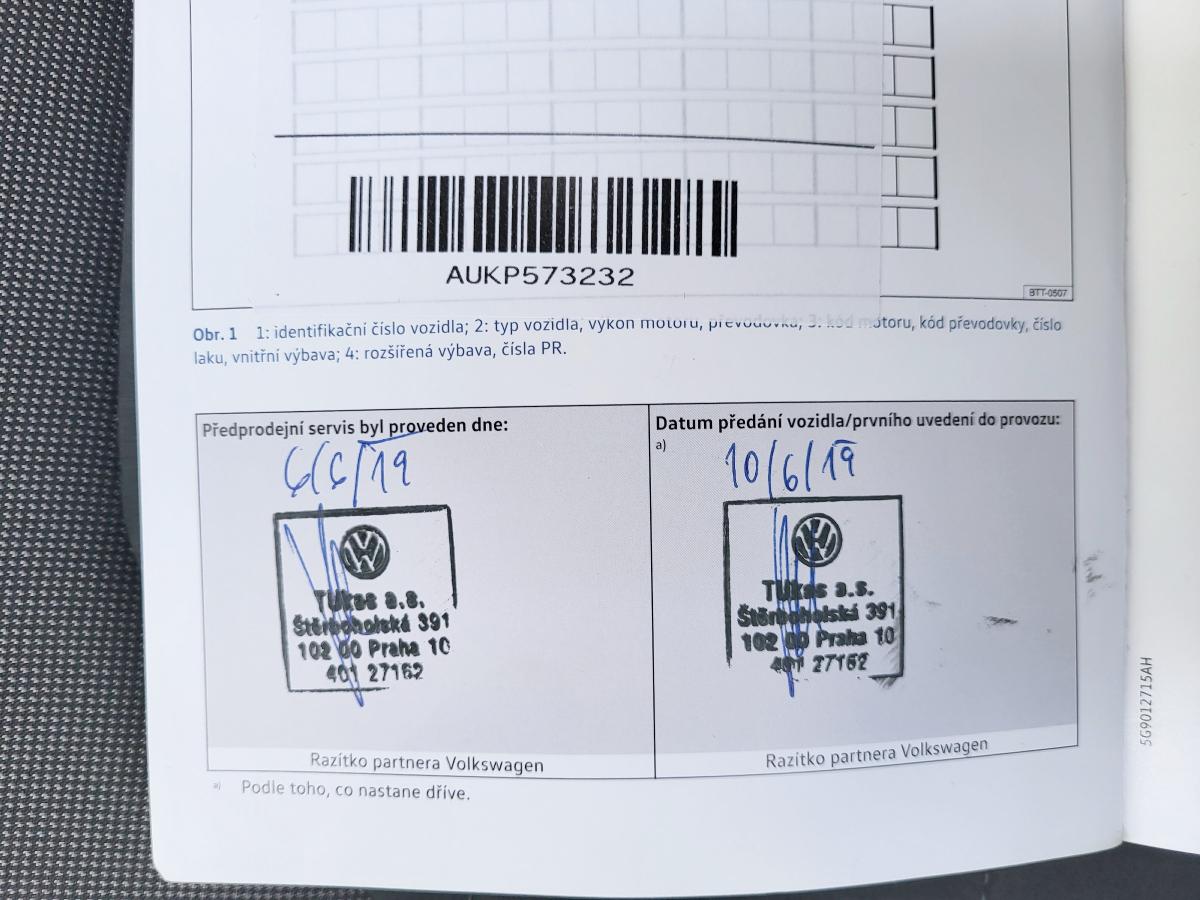 AUKP573232
BTT-0507
Obr. 1 1: identifikační číslo vozidla; 2: typ vozidla, výkon motoru, převodovka; 3: kód motoru, kód převodovky, číslo
laku, vnitřní výbava; 4: rozšířená výbava, čísla PR.
Předprodejní servis byl proveden dne:
6/6/19
TUkas a.s.
Štěrboholská 391
102 00 Praha 10
401 27162
Razítko partnera Volkswagen
Datum předání vozidla/prvního uvedení do provozu:
a)
10/6/19
TUkas a.s.
Štěrboholská 391
102 00 Praha 10
401 27162
Razítko partnera Volkswagen
a) Podle toho, co nastane dříve.
5G9012715AH